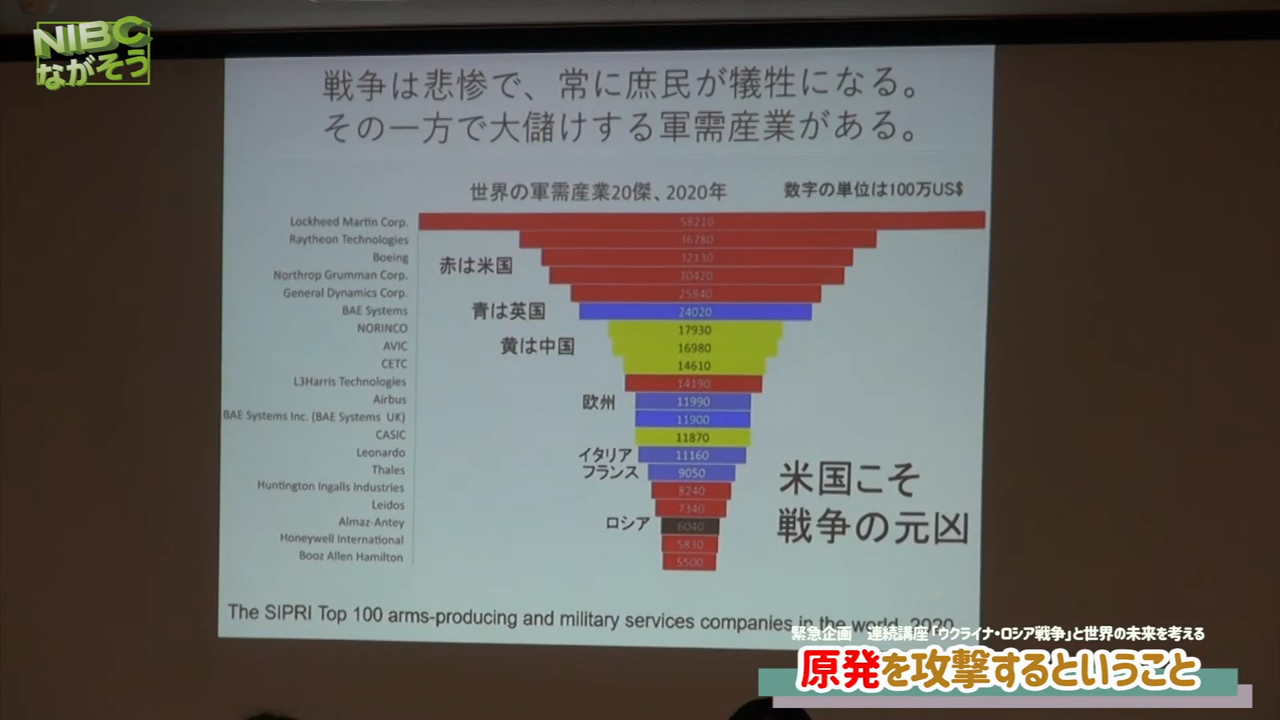 NIBC
ながそう
戦争は悲惨で、常に庶民が犠牲になる。
その一方で大儲けする軍需産業がある。
世界の軍需産業20傑、2020年
数字の単位は100万US$
Lockheed Martin Corp. 58210
Raytheon Technologies 36780
Boeing 32130
赤は米国
Northrop Grumman Corp. 30420
General Dynamics Corp. 25840
BAE Systems 青は英国 24020
NORINCO 17930
AVIC 黄は中国 16980
CETC 14610
L3Harris Technologies 14190
Airbus 欧州 11990
BAE Systems Inc. (BAE Systems UK) 11900
CASIC 11870
Leonardo イタリア 11160
Thales フランス 9050
Huntington Ingalls Industries 8240
Leidos 7340
Almaz-Antey ロシア 6040
Honeywell International 5830
Booz Allen Hamilton 5500
米国こそ
戦争の元凶
The SIPRI Top 100 arms-producing and military services companies in the world, 2020
緊急企画 連続講座「ウクライナ・ロシア戦争」と世界の未来を考える
原発を攻撃するということ